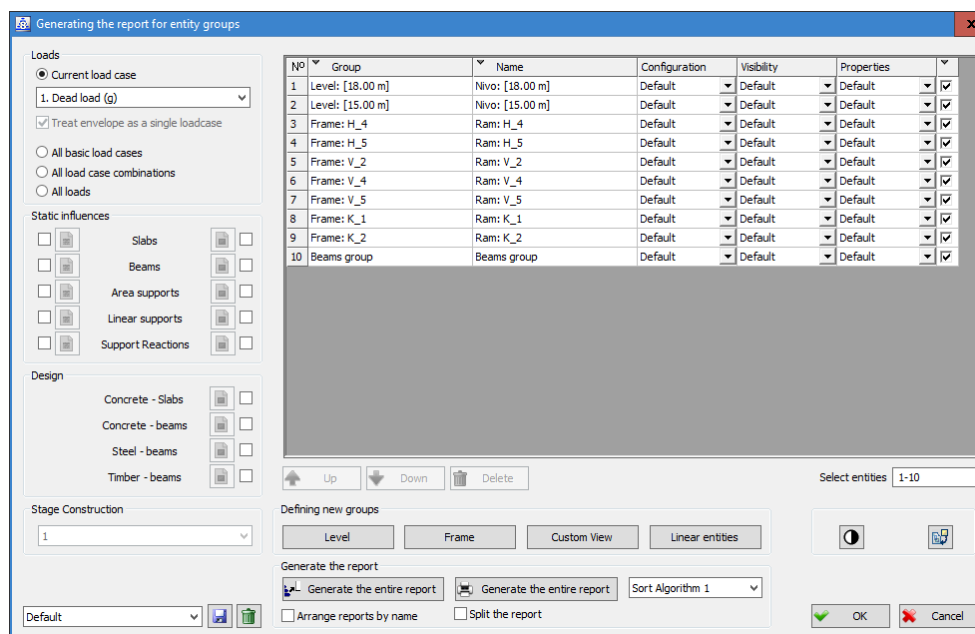 Generating the report for entity groups
x
Loads
Current load case
1. Dead load (g)
Treat envelope as a single loadcase
All basic load cases
All load case combinations
All loads
Static influences
Slabs
Beams
Area supports
Linear supports
Support Reactions
Design
Concrete - Slabs
Concrete - beams
Steel - beams
Timber - beams
Stage Construction
1
Default
Nº Group Name Configuration Visibility Properties
1 Level: [18.00 m] Nivo: [18.00 m] Default Default Default
2 Level: [15.00 m] Nivo: [15.00 m] Default Default Default
3 Frame: H_4 Ram: H_4 Default Default Default
4 Frame: H_5 Ram: H_5 Default Default Default
5 Frame: V_2 Ram: V_2 Default Default Default
6 Frame: V_4 Ram: V_4 Default Default Default
7 Frame: V_5 Ram: V_5 Default Default Default
8 Frame: K_1 Ram: K_1 Default Default Default
9 Frame: K_2 Ram: K_2 Default Default Default
10 Beams group Beams group Default Default Default
Up Down Delete
Select entities 1-10
Defining new groups
Level Frame Custom View Linear entities
Generate the report
Generate the entire report Generate the entire report Sort Algorithm 1
Arrange reports by name Split the report
OK Cancel